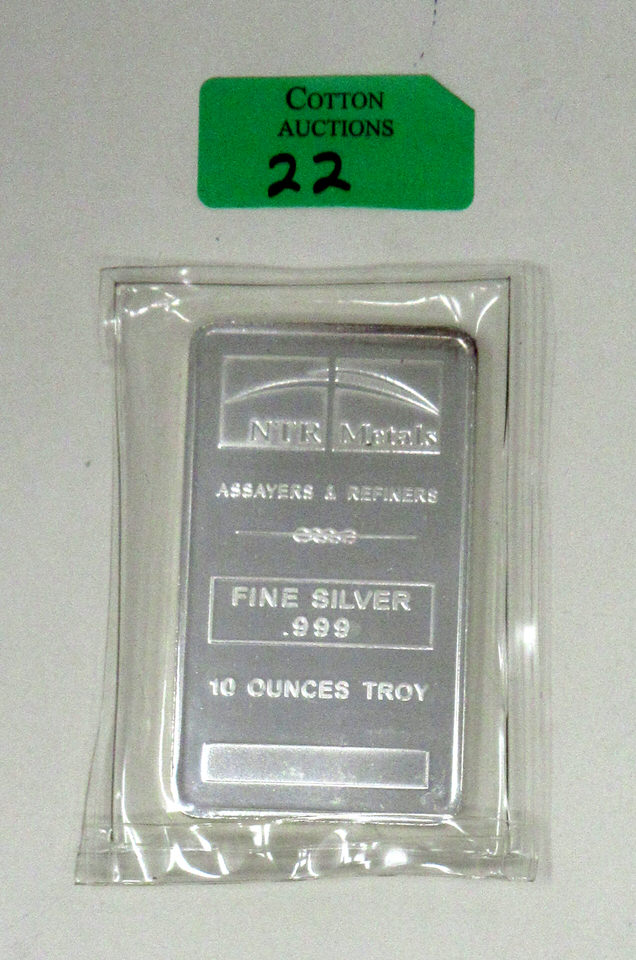 COTTON
AUCTIONS
22
NTR Metals
ASSAYERS & REFINERS
FINE SILVER
.999
10 OUNCES TROY